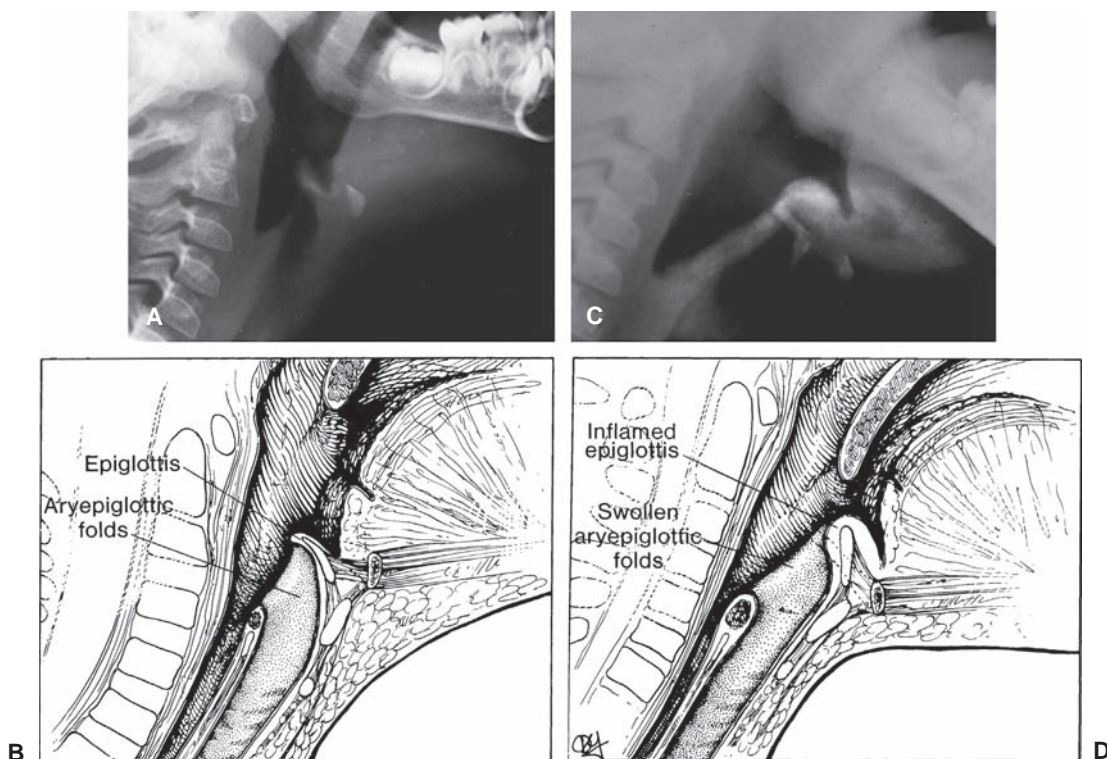 A
C
Epiglottis
Aryepiglottic
folds
B
Inflamed
epiglottis
Swollen
aryepiglottic
folds
D